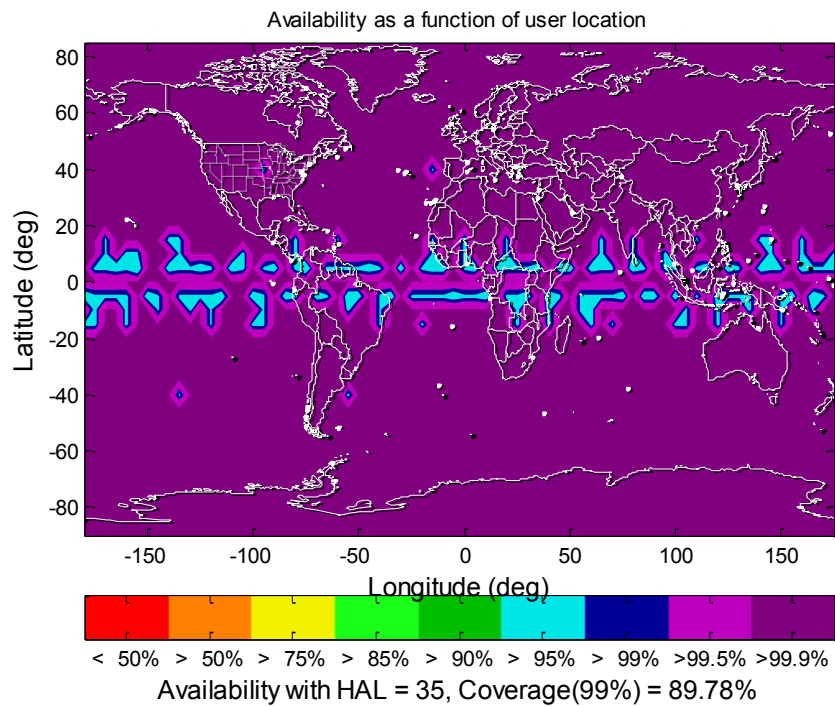 Availability as a function of user location
80
60
40
20
0
-20
-40
-60
-80
Latitude (deg)
-150 -100 -50 0 50 100 150
Longitude (deg)
< 50% > 50% > 75% > 85% > 90% > 95% > 99% >99.5% >99.9%
Availability with HAL = 35, Coverage(99%) = 89.78%